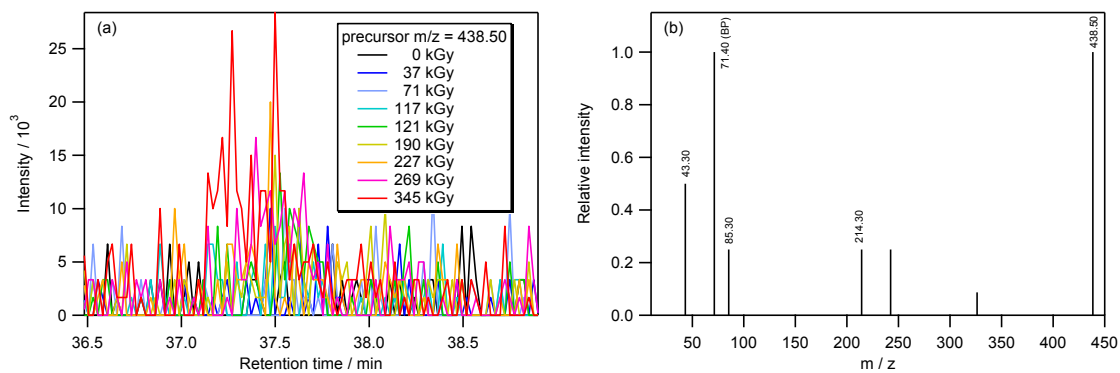 (a)
precursor m/z = 438.50
0 kGy
37 kGy
71 kGy
117 kGy
121 kGy
190 kGy
227 kGy
269 kGy
345 kGy
Intensity / 10³
25
20
15
10
5
0
36.5
37.0
37.5
38.0
38.5
Retention time / min
(b)
Relative intensity
1.0
0.8
0.6
0.4
0.2
0.0
43.30
71.40 (BP)
85.30
214.30
438.50
50
100
150
200
250
300
350
400
450
m / z